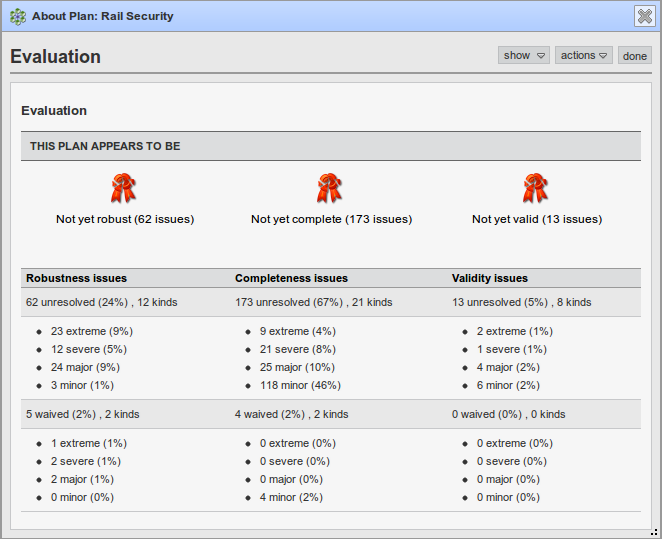 About Plan: Rail Security
Evaluation
show
actions
done
Evaluation
THIS PLAN APPEARS TO BE
Not yet robust (62 issues)
Not yet complete (173 issues)
Not yet valid (13 issues)
Robustness issues
Completeness issues
Validity issues
62 unresolved (24%) , 12 kinds
173 unresolved (67%) , 21 kinds
13 unresolved (5%) , 8 kinds
23 extreme (9%)
9 extreme (4%)
2 extreme (1%)
12 severe (5%)
21 severe (8%)
1 severe (1%)
24 major (9%)
25 major (10%)
4 major (2%)
3 minor (1%)
118 minor (46%)
6 minor (2%)
5 waived (2%) , 2 kinds
4 waived (2%) , 2 kinds
0 waived (0%) , 0 kinds
1 extreme (1%)
0 extreme (0%)
0 extreme (0%)
2 severe (1%)
0 severe (0%)
0 severe (0%)
2 major (1%)
0 major (0%)
0 major (0%)
0 minor (0%)
4 minor (2%)
0 minor (0%)